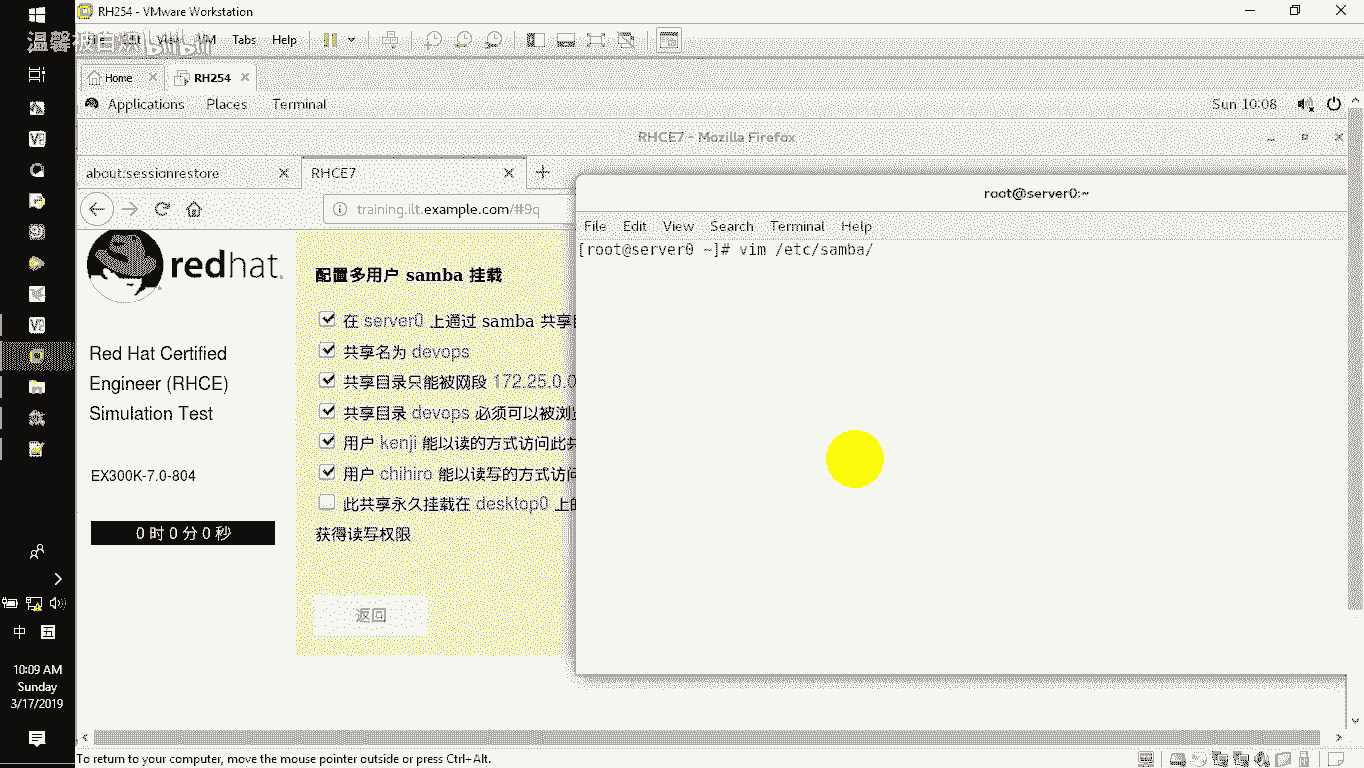 RH254 - VMware Workstation
温馨被自爆 bilibili
VM Tabs Help
Home RH254
Applications Places Terminal Sun 10:08
RHCE7 - Mozilla Firefox
about:sessionrestore RHCE7
training.ilt.example.com/#9q
redhat.
Red Hat Certified
Engineer (RHCE)
Simulation Test
EX300K-7.0-804
0 时 0 分 0 秒
配置多用户 samba 挂载
在 server0 上通过 samba 共享
共享名为 devops
共享目录只能被网段 172.25.0.0
共享目录 devops 必须可以被浏
用户 kenji 能以读的方式访问此
用户 chihiro 能以读写的方式访问
此共享永久挂载在 desktop0 上的
获得读写权限
返回
root@server0:~
File Edit View Search Terminal Help
[root@server0 ~]# vim /etc/samba/
中 五
10:09 AM
Sunday
3/17/2019
To return to your computer, move the mouse pointer outside or press Ctrl+Alt.